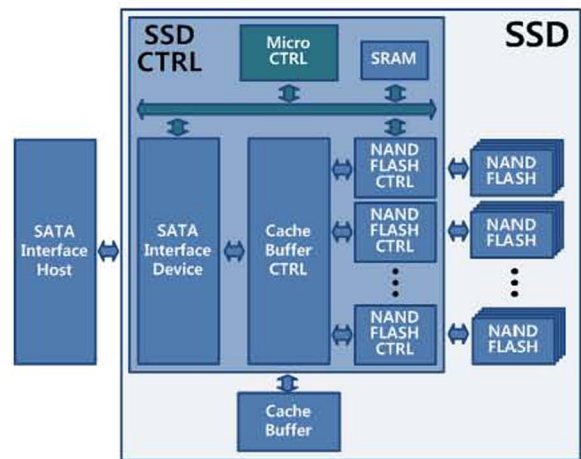 SSD
CTRL
Micro
CTRL
SRAM
SSD
SATA
Interface
Host
SATA
Interface
Device
Cache
Buffer
CTRL
NAND
FLASH
CTRL
NAND
FLASH
NAND
FLASH
CTRL
NAND
FLASH
NAND
FLASH
CTRL
NAND
FLASH
Cache
Buffer